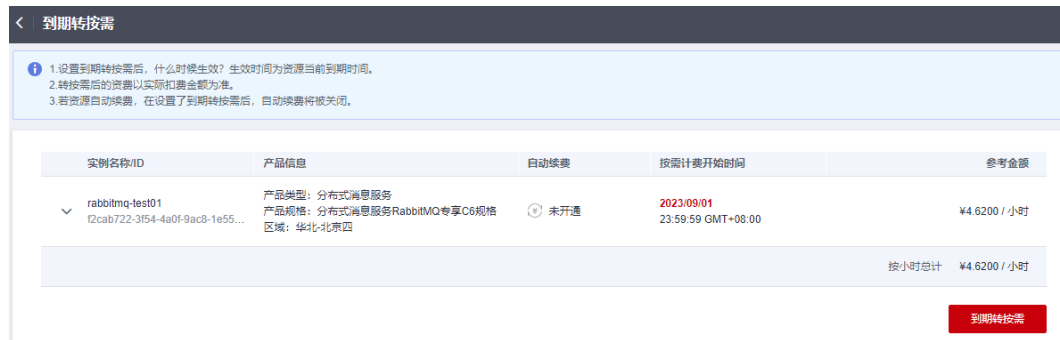 到期转按需
1.设置到期转按需后，什么时候生效？生效时间为资源当前到期时间。
2.转按需后的资费以实际扣费金额为准。
3.若资源自动续费，在设置了到期转按需后，自动续费将被关闭。
实例名称/ID 产品信息 自动续费 按需计费开始时间 参考金额
产品类型：分布式消息服务
rabbitmq-test01 产品规格：分布式消息服务RabbitMQ专享C6规格 未开通 2023/09/01 ¥4.6200 / 小时
f2cab722-3f54-4a0f-9ac8-1e55... 区域：华北-北京四 23:59:59 GMT+08:00
按小时总计 ¥4.6200 / 小时
到期转按需